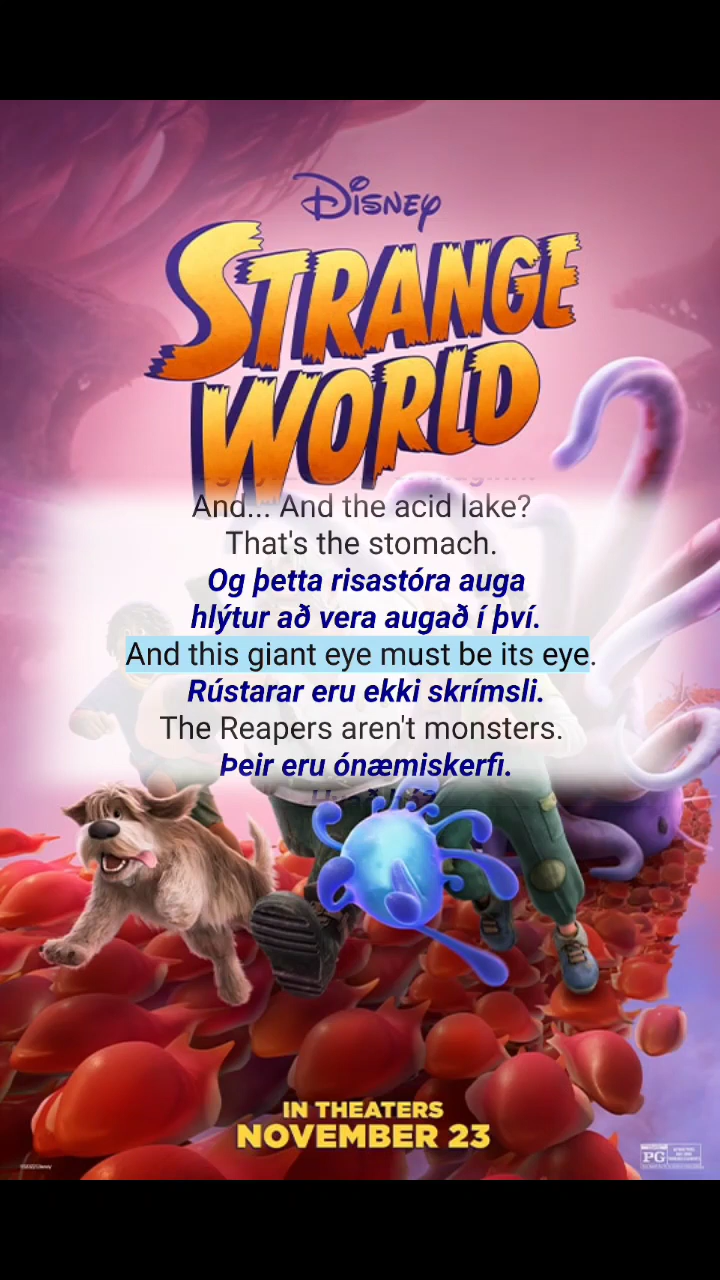 Disney
STRANGE
WORLD
And... And the acid lake?
That's the stomach.
Og þetta risastóra auga
hlýtur að vera augað í því.
And this giant eye must be its eye.
Rústarar eru ekki skrímsli.
The Reapers aren't monsters.
Þeir eru ónæmiskerfi.
IN THEATERS
NOVEMBER 23
PG